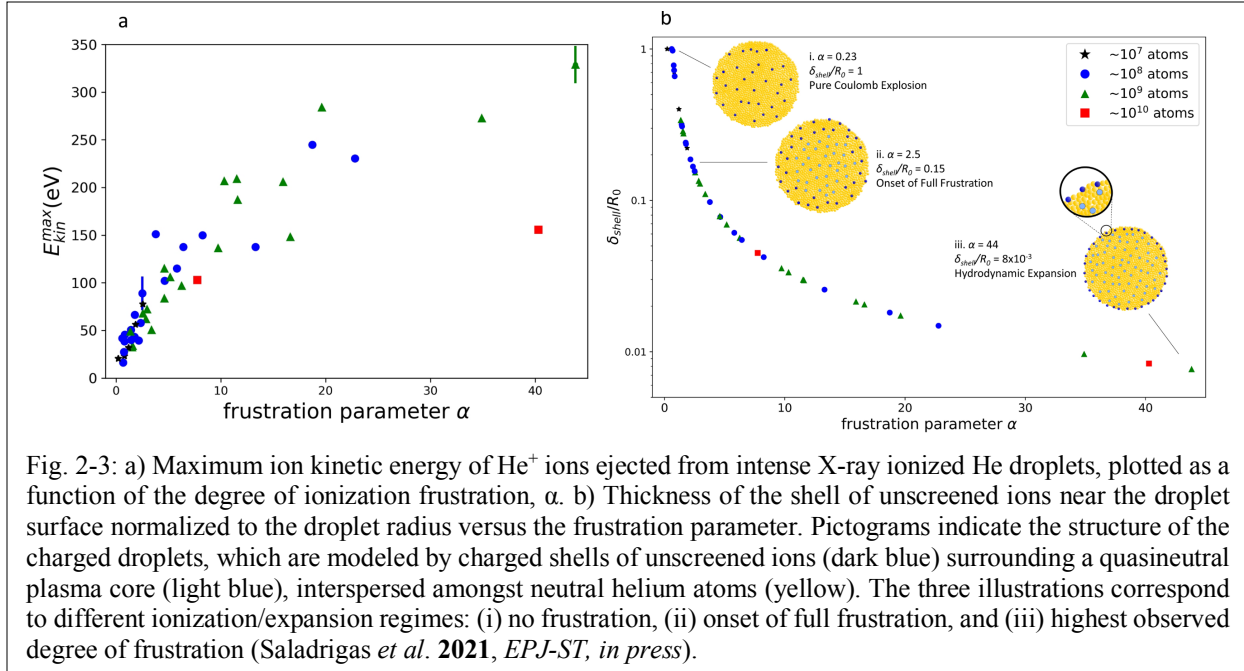 a
350
300
250
200
150
100
50
0
E_kin^max(eV)
0 10 20 30 40
frustration parameter α
b
1
0.1
0.01
δ_shell/R_0
0 10 20 30 40
frustration parameter α
i. α = 0.23
δ_shell/R_0 = 1
Pure Coulomb Explosion
ii. α = 2.5
δ_shell/R_0 = 0.15
Onset of Full Frustration
iii. α = 44
δ_shell/R_0 = 8x10⁻³
Hydrodynamic Expansion
~10⁷ atoms
~10⁸ atoms
~10⁹ atoms
~10¹⁰ atoms
Fig. 2-3: a) Maximum ion kinetic energy of He⁺ ions ejected from intense X-ray ionized He droplets, plotted as a
function of the degree of ionization frustration, α. b) Thickness of the shell of unscreened ions near the droplet
surface normalized to the droplet radius versus the frustration parameter. Pictograms indicate the structure of the
charged droplets, which are modeled by charged shells of unscreened ions (dark blue) surrounding a quasineutral
plasma core (light blue), interspersed amongst neutral helium atoms (yellow). The three illustrations correspond
to different ionization/expansion regimes: (i) no frustration, (ii) onset of full frustration, and (iii) highest observed
degree of frustration (Saladrigas et al. 2021, EPJ-ST, in press).